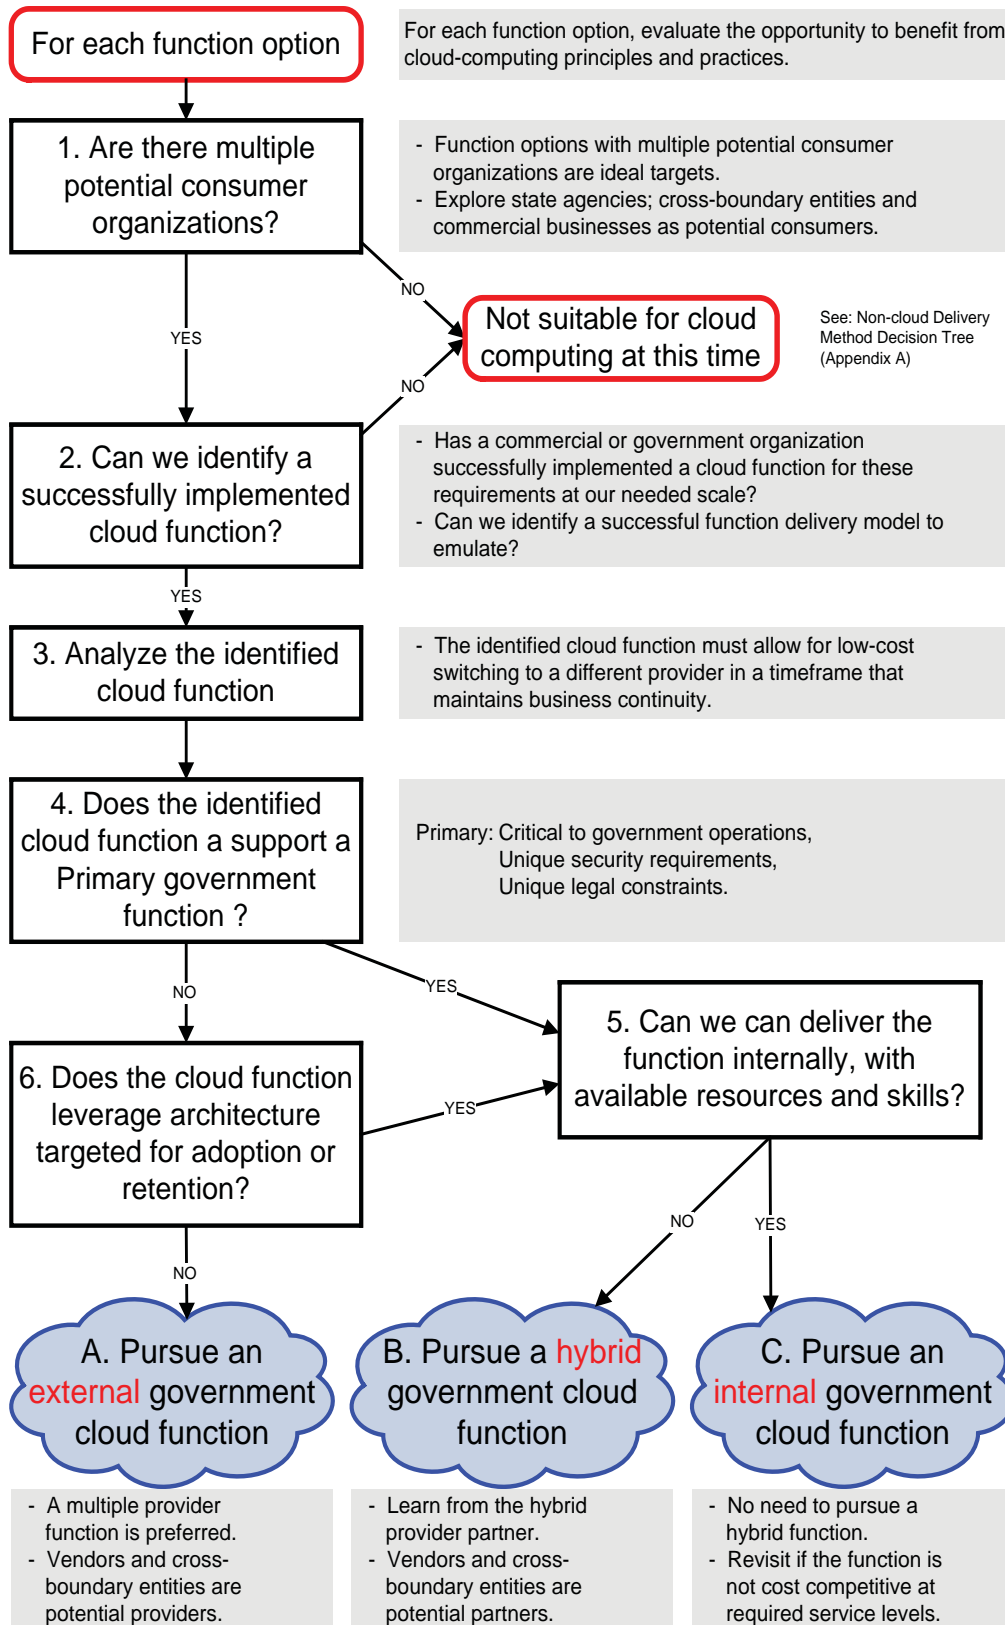 For each function option
For each function option, evaluate the opportunity to benefit from
cloud-computing principles and practices.
1. Are there multiple
potential consumer
organizations?
- Function options with multiple potential consumer
organizations are ideal targets.
- Explore state agencies; cross-boundary entities and
commercial businesses as potential consumers.
NO
YES
Not suitable for cloud
computing at this time
See: Non-cloud Delivery
Method Decision Tree
(Appendix A)
NO
2. Can we identify a
successfully implemented
cloud function?
- Has a commercial or government organization
successfully implemented a cloud function for these
requirements at our needed scale?
- Can we identify a successful function delivery model to
emulate?
YES
3. Analyze the identified
cloud function
- The identified cloud function must allow for low-cost
switching to a different provider in a timeframe that
maintains business continuity.
4. Does the identified
cloud function a support a
Primary government
function ?
Primary: Critical to government operations,
Unique security requirements,
Unique legal constraints.
NO
YES
5. Can we can deliver the
function internally, with
available resources and skills?
6. Does the cloud function
leverage architecture
targeted for adoption or
retention?
YES
NO
NO
YES
A. Pursue an
external government
cloud function
B. Pursue a hybrid
government cloud
function
C. Pursue an
internal government
cloud function
- A multiple provider
function is preferred.
- Vendors and cross-
boundary entities are
potential providers.
- Learn from the hybrid
provider partner.
- Vendors and cross-
boundary entities are
potential partners.
- No need to pursue a
hybrid function.
- Revisit if the function is
not cost competitive at
required service levels.